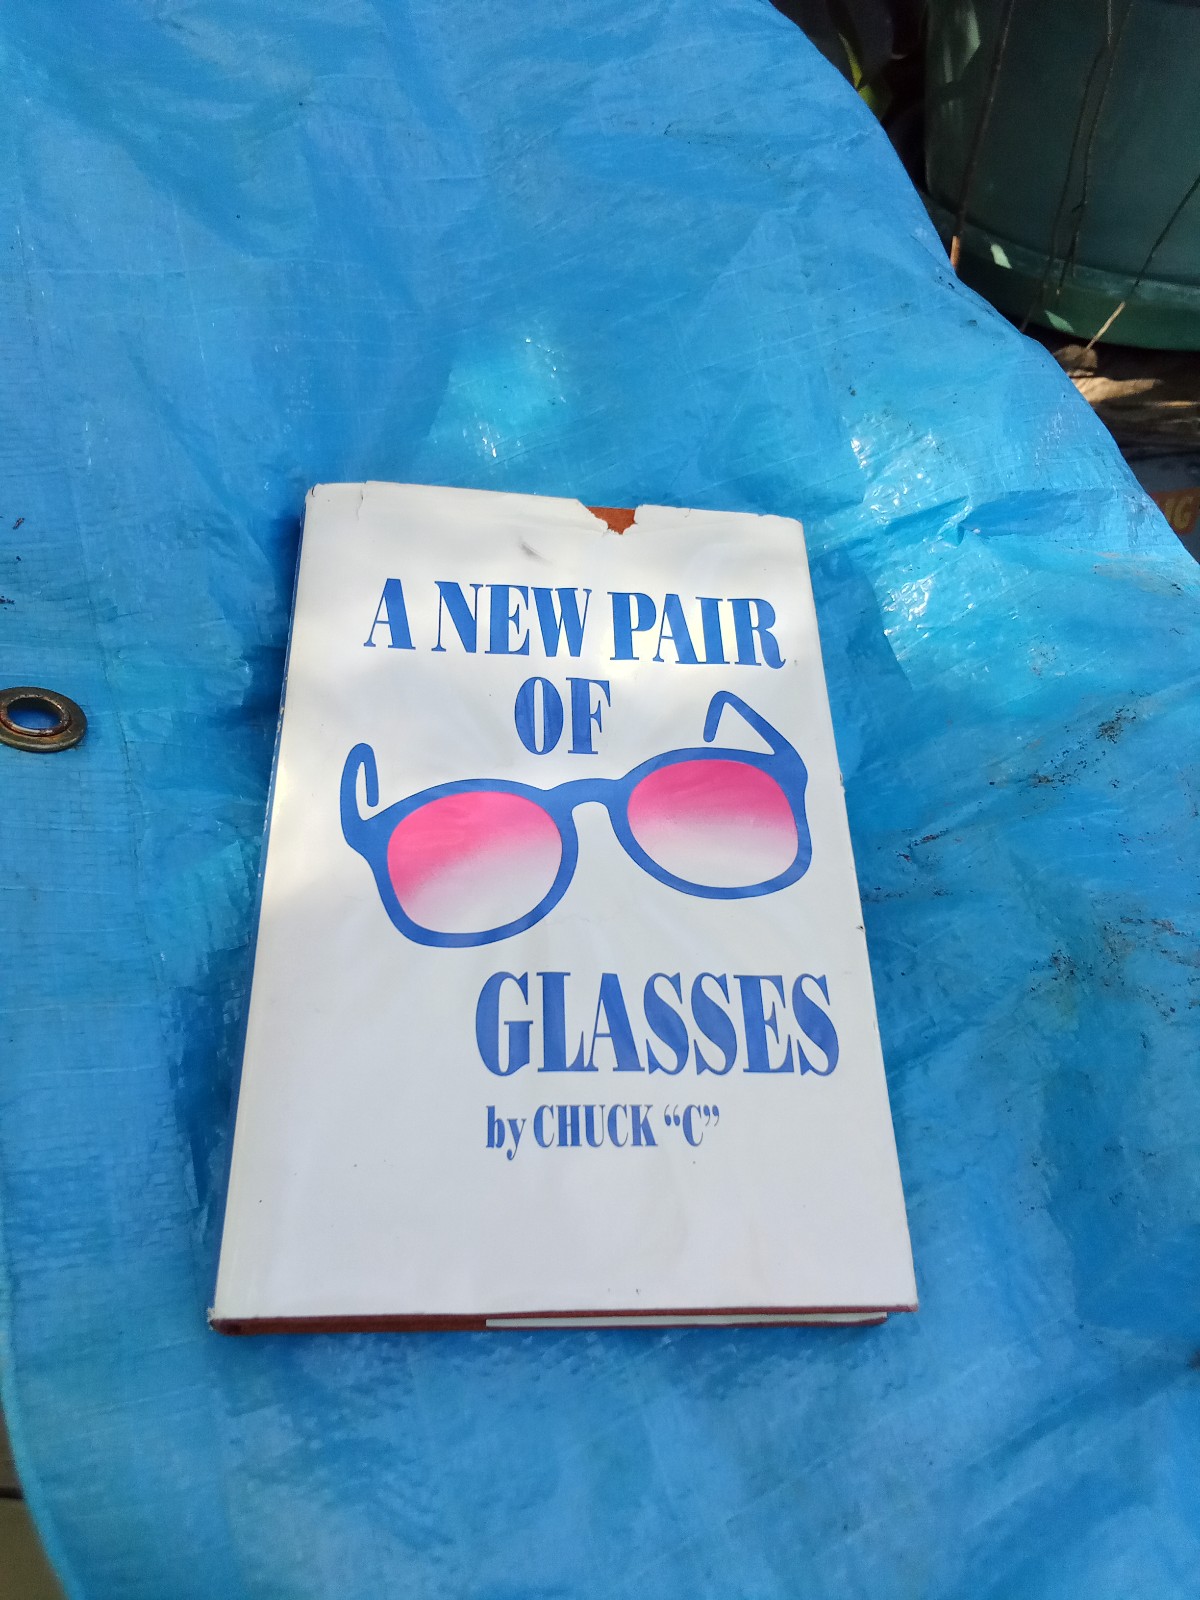 A NEW PAIR
OF
GLASSES
by CHUCK “C”